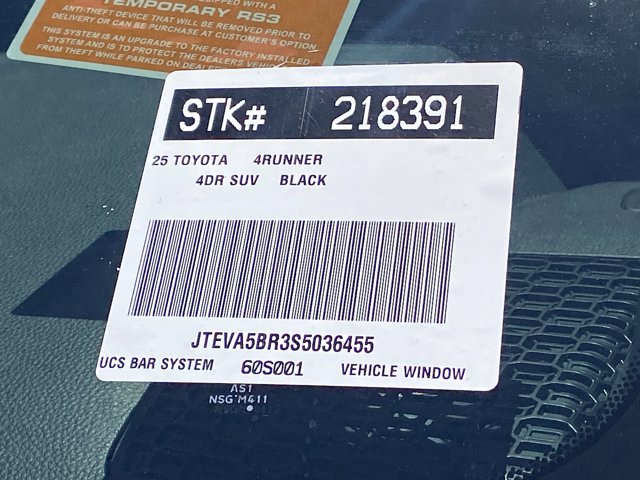 EQUIPPED WITH A
TEMPORARY RS3
ANTI-THEFT DEVICE THAT WILL BE REMOVED PRIOR TO
DELIVERY OR CAN BE PURCHASE AT CUSTOMER'S OPTION
THIS SYSTEM IS AN UPGRADE TO THE FACTORY INSTALLED
SYSTEM AND IS TO PROTECT THE DEALERS
FROM THEFT WHILE PARKED ON
STK# 218391
25 TOYOTA 4RUNNER
4DR SUV BLACK
JTEVA5BR3S5036455
UCS BAR SYSTEM 60S001 VEHICLE WINDOW
AS1
NSG M411